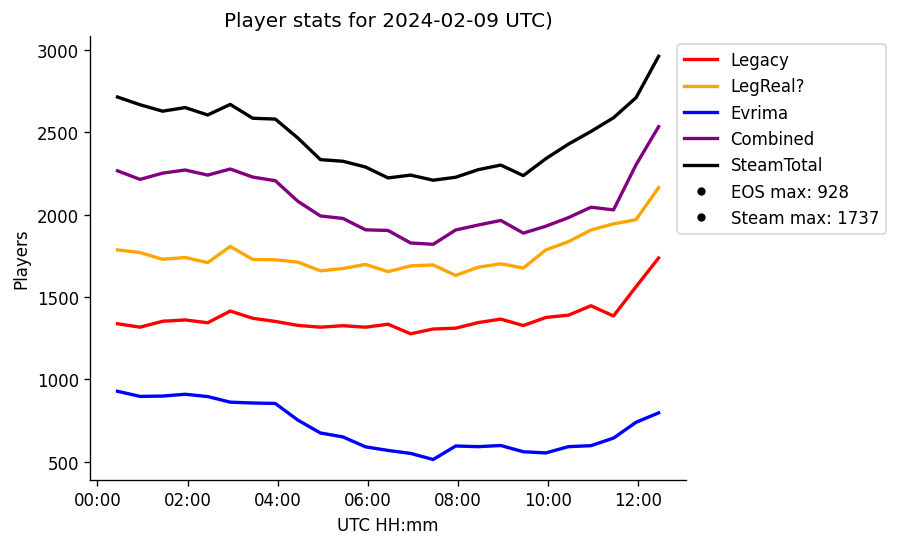 Player stats for 2024-02-09 UTC)
3000
2500
2000
1500
1000
500
Players
00:00 02:00 04:00 06:00 08:00 10:00 12:00
UTC HH:mm
Legacy
LegReal?
Evrima
Combined
SteamTotal
EOS max: 928
Steam max: 1737